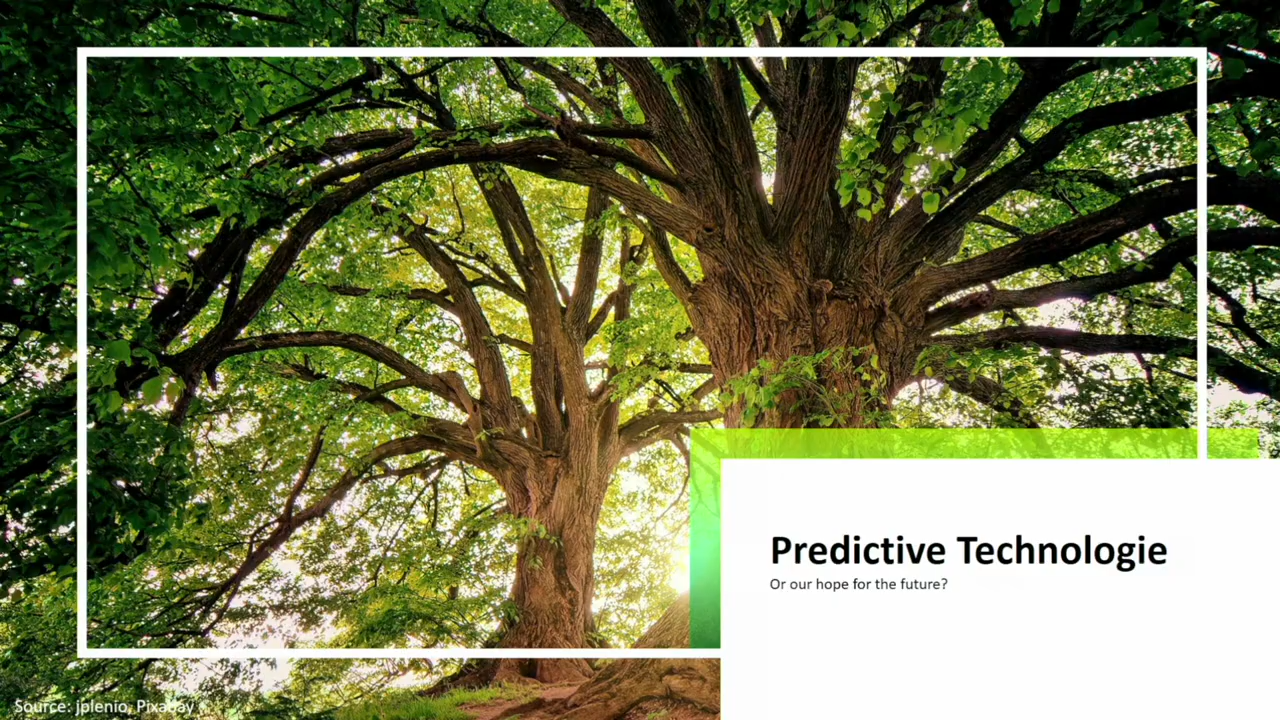 Predictive Technologie
Or our hope for the future?
Source: jplenio, Pixabay